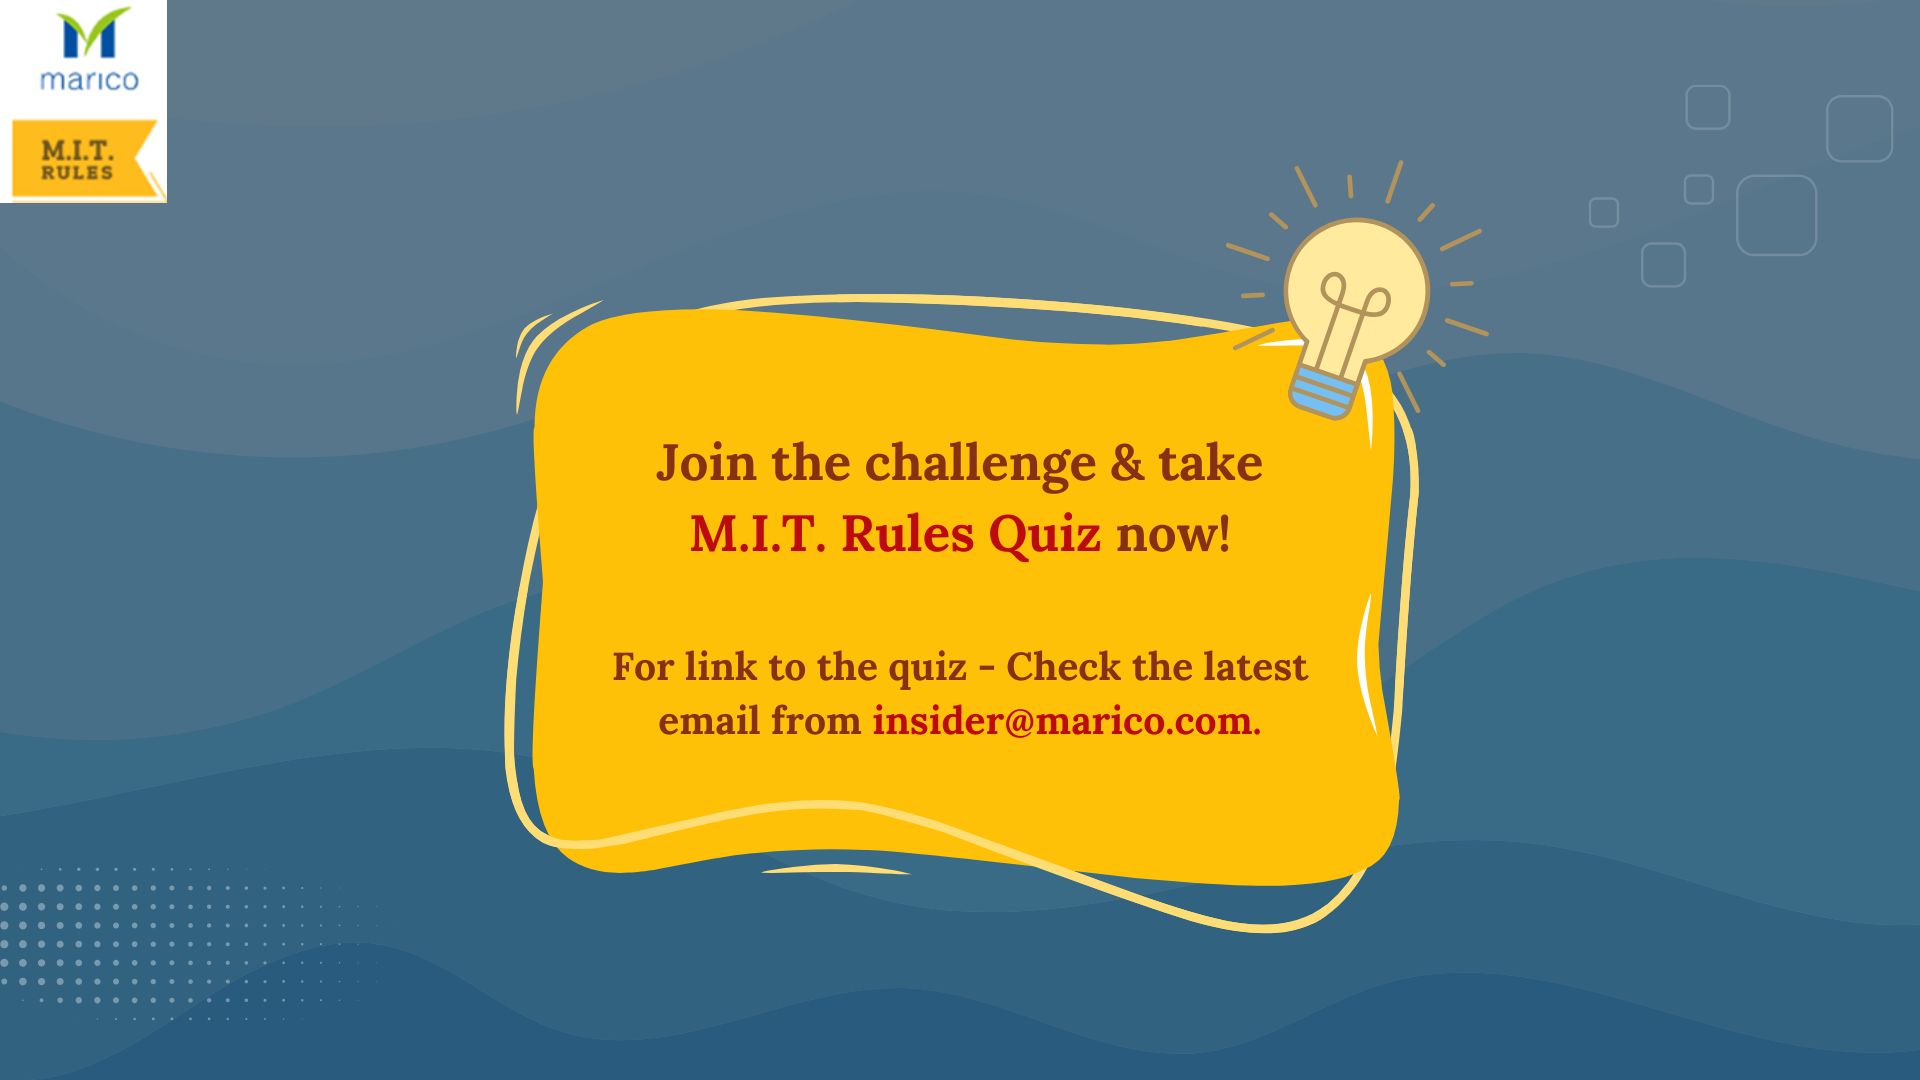 marico
M.I.T.
RULES
Join the challenge & take
M.I.T. Rules Quiz now!
For link to the quiz - Check the latest
email from insider@marico.com.